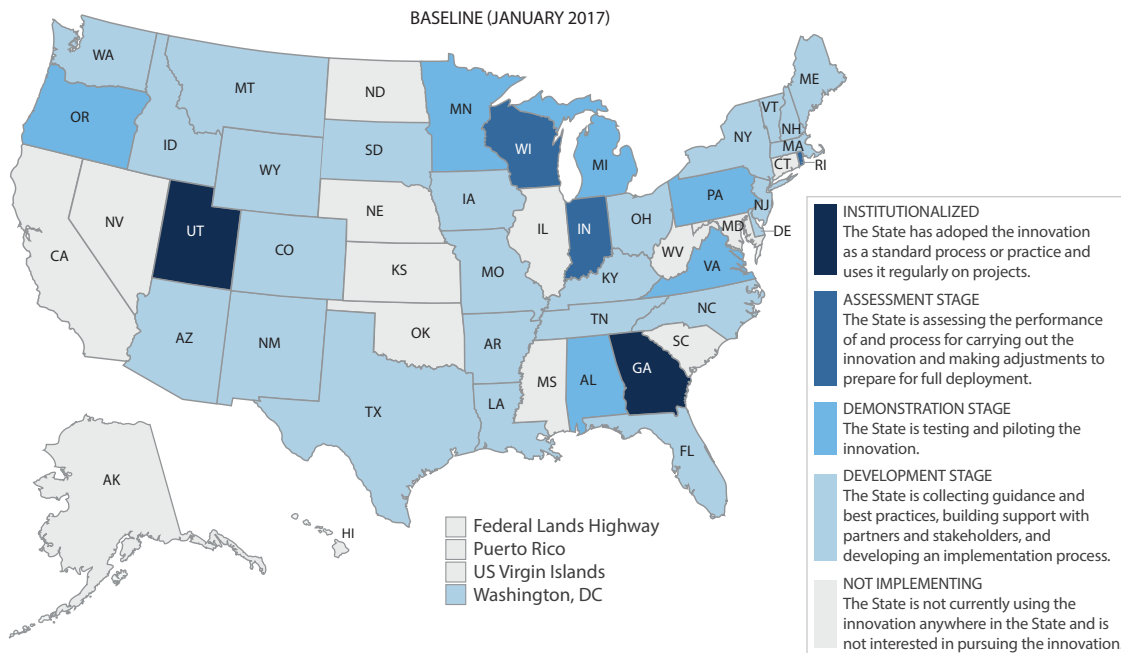 BASELINE (JANUARY 2017)
WA
MT
ND
MN
OR
ID
WY
SD
WI
MI
ME
VT
NH
NY
MA
CT
RI
PA
NJ
DE
MD
IA
NE
NV
UT
CO
CA
KS
MO
IL
IN
OH
WV
VA
KY
NC
TN
SC
AZ
NM
OK
AR
MS
AL
GA
TX
LA
FL
AK
HI
Federal Lands Highway
Puerto Rico
US Virgin Islands
Washington, DC
INSTITUTIONALIZED
The State has adopted the innovation
as a standard process or practice and
uses it regularly on projects.
ASSESSMENT STAGE
The State is assessing the performance
of and process for carrying out the
innovation and making adjustments to
prepare for full deployment.
DEMONSTRATION STAGE
The State is testing and piloting the
innovation.
DEVELOPMENT STAGE
The State is collecting guidance and
best practices, building support with
partners and stakeholders, and
developing an implementation process.
NOT IMPLEMENTING
The State is not currently using the
innovation anywhere in the State and is
not interested in pursuing the innovation.